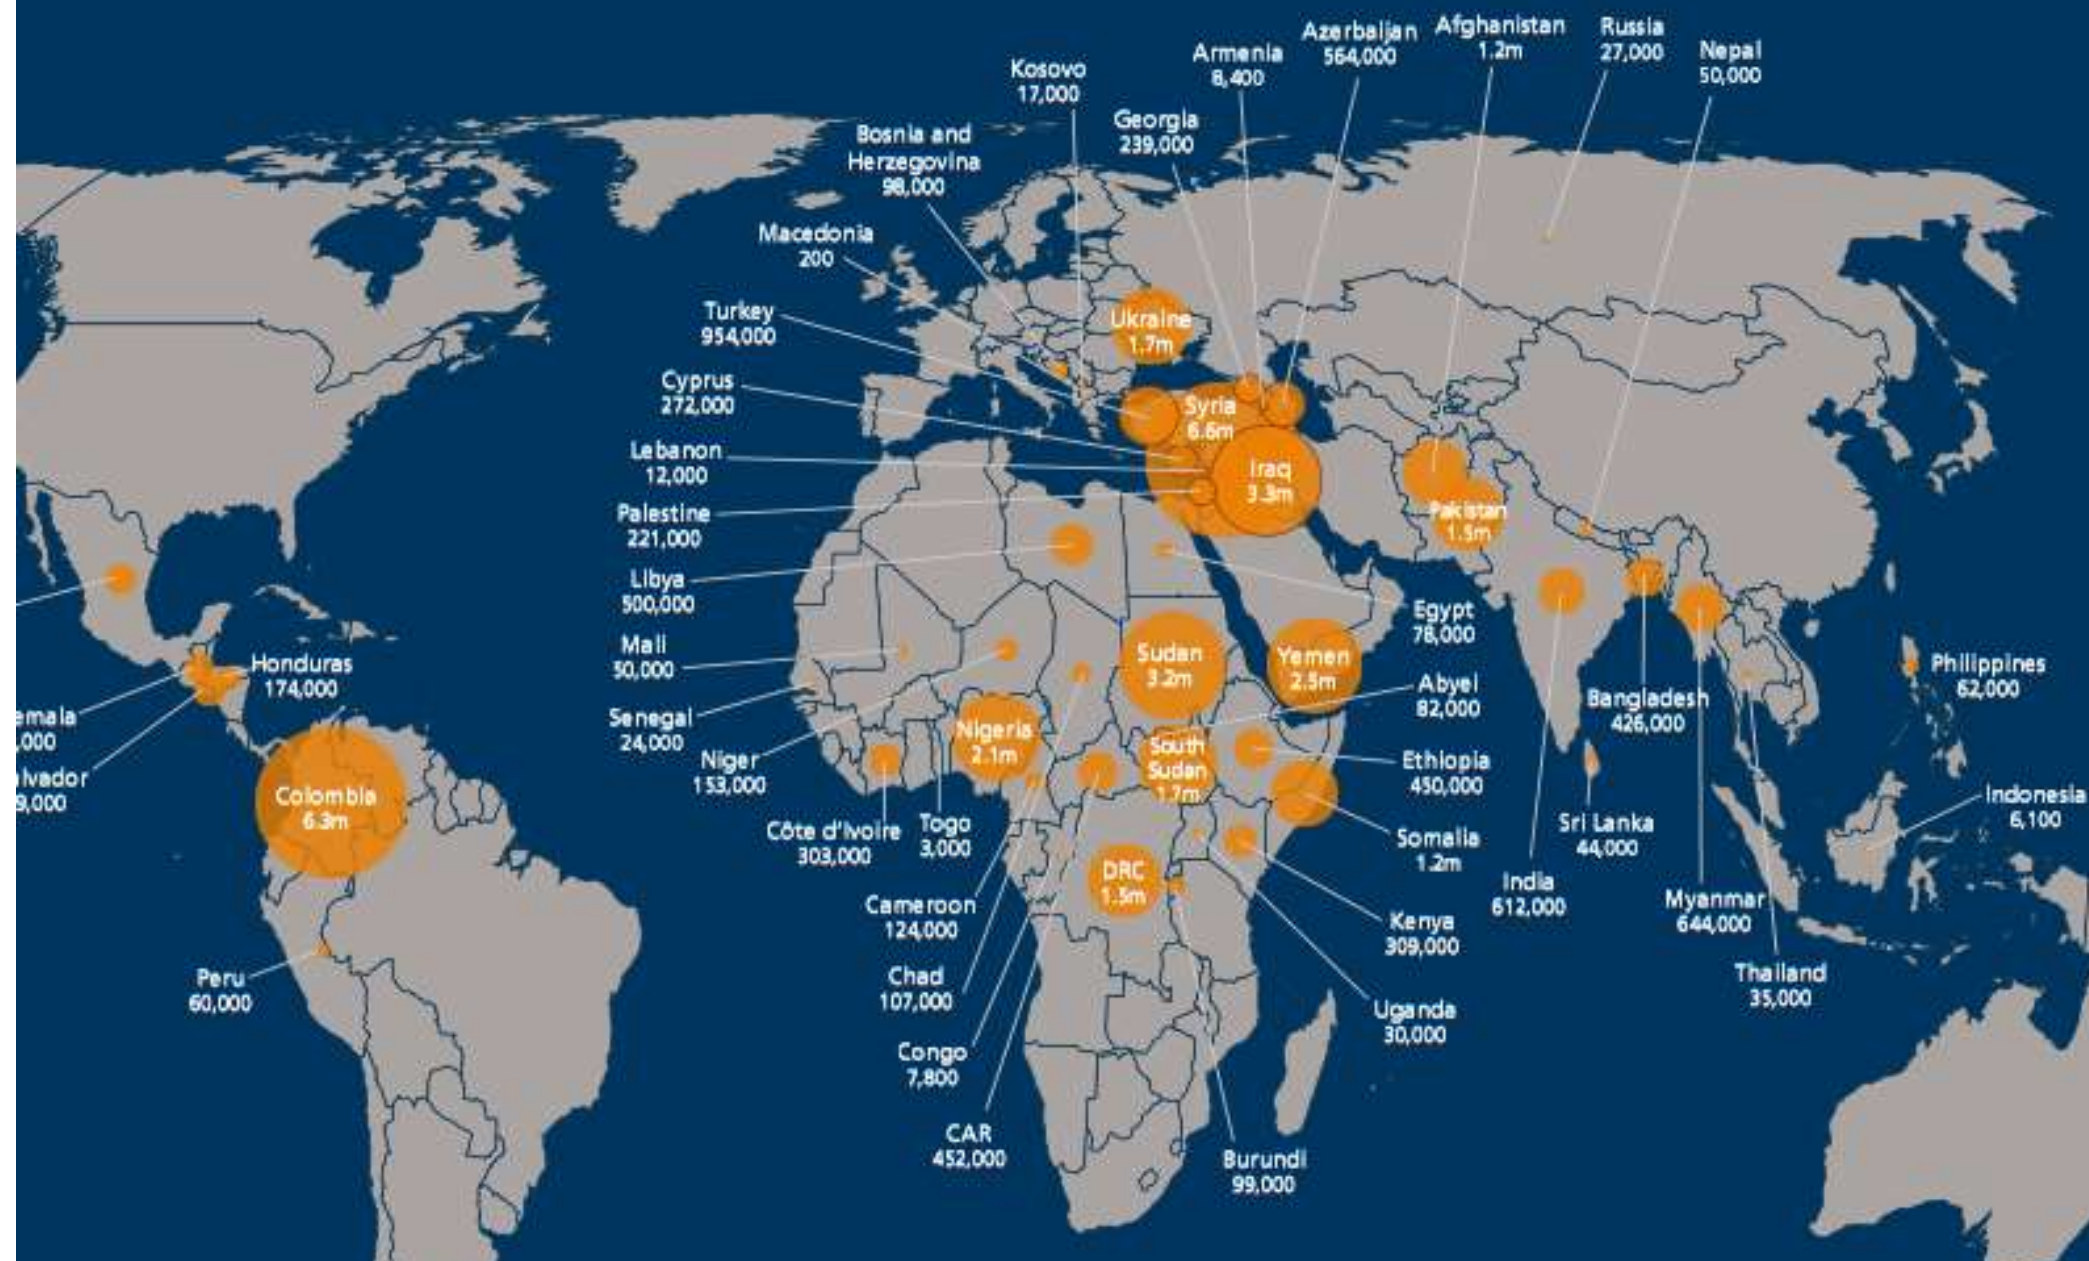 Kosovo
17,000
Armenia
8,400
Azerbaijan
564,000
Afghanistan
1.2m
Russia
27,000
Nepal
50,000
Georgia
239,000
Bosnia and
Herzegovina
98,000
Macedonia
200
Turkey
954,000
Cyprus
272,000
Lebanon
12,000
Palestine
221,000
Libya
500,000
Mali
50,000
Senegal
24,000
Niger
153,000
Ukraine
1.7m
Syria
6.6m
Iraq
3.3m
Pakistan
1.5m
Egypt
78,000
Sudan
3.2m
Yemen
2.5m
Abyei
82,000
Nigeria
2.1m
South
Sudan
1.7m
Ethiopia
450,000
Somalia
1.2m
Honduras
174,000
emala
,000
alvador
9,000
Colombia
6.3m
Peru
60,000
Côte d'Ivoire
303,000
Togo
3,000
Cameroon
124,000
Chad
107,000
Congo
7,800
CAR
452,000
DRC
1.5m
Kenya
309,000
Uganda
30,000
Burundi
99,000
Bangladesh
426,000
Sri Lanka
44,000
India
612,000
Myanmar
644,000
Thailand
35,000
Philippines
62,000
Indonesia
6,100